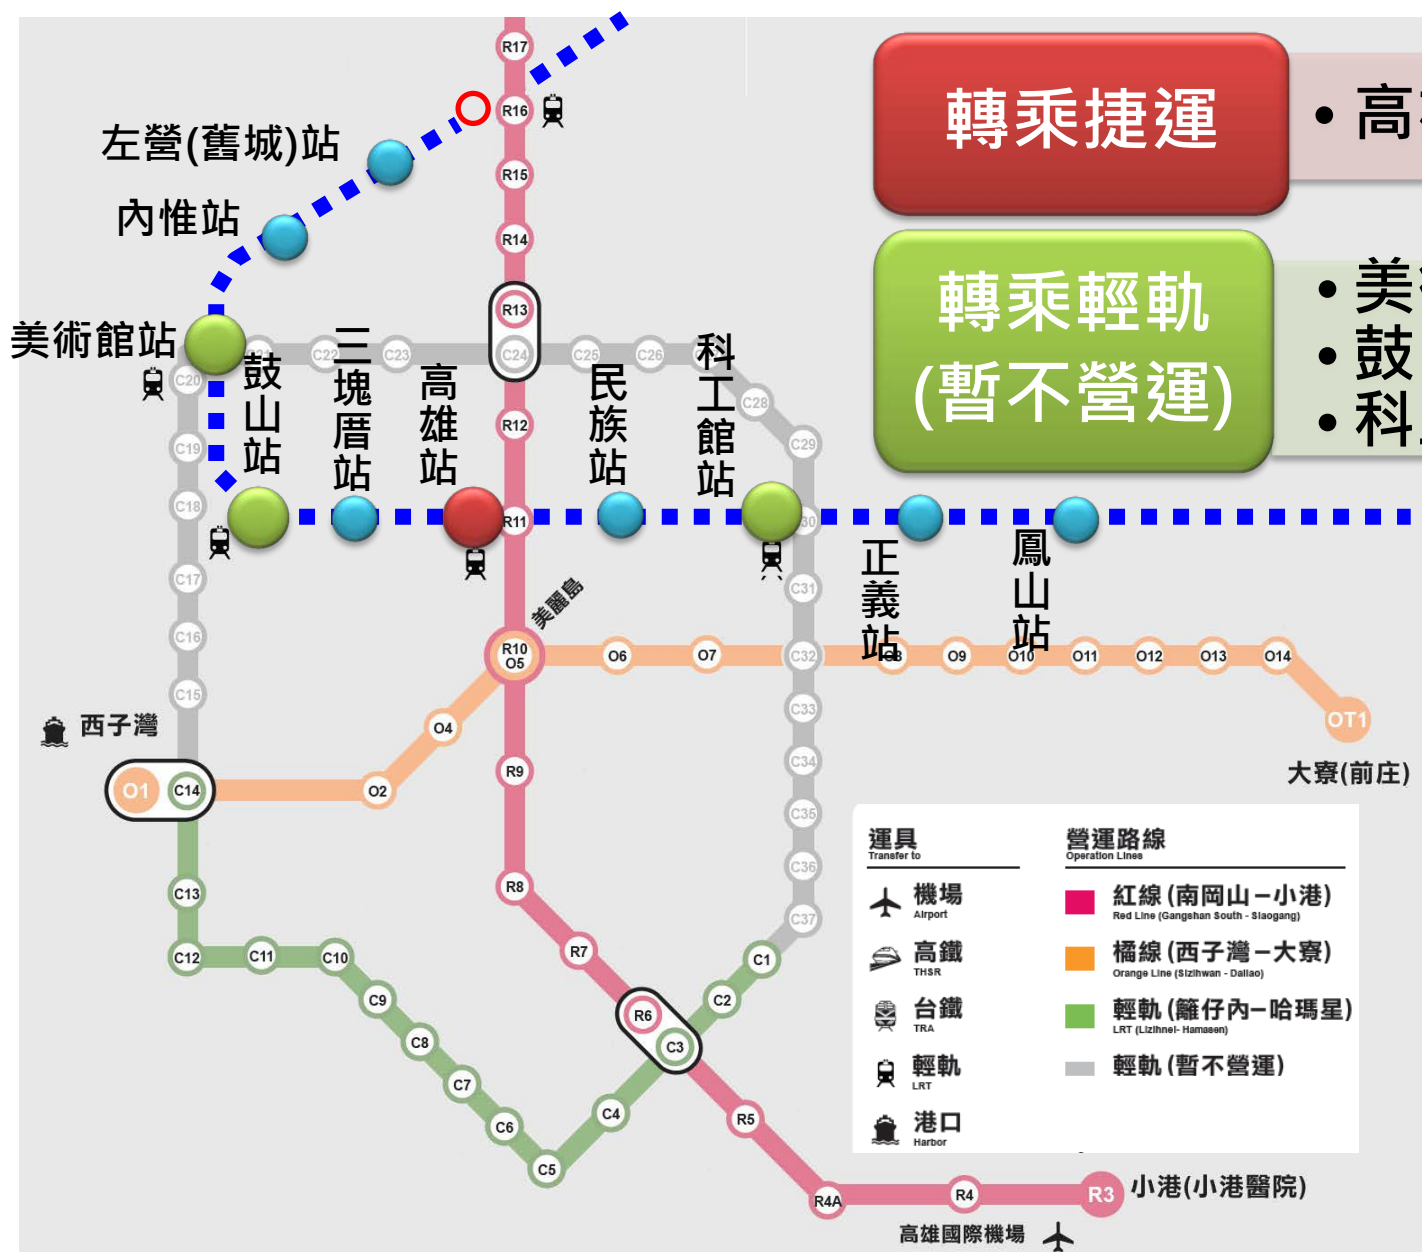 R17
R16
左營(舊城)站
R15
內惟站
R14
轉乘捷運
• 高
轉乘輕軌
(暫不營運)
• 美
• 鼓
• 科
美術館站
R13
C22
C23
C24
C25
C26
C20
C28
C29
鼓山站
三塊厝站
高雄站
民族站
科工館站
R12
C19
C18
R11
正義站
鳳山站
C17
C31
美麗島
C16
R10
O5
O6
O7
C32
O9
O10
O11
O12
O13
O14
C15
C33
OT1
大寮(前庄)
西子灣
O4
O1
C14
O2
R9
C34
C35
C36
C37
R8
C13
C12
C11
C10
R7
C1
C9
C2
R6
C3
C8
C7
C6
C4
C5
R5
R4A
R4
R3
小港(小港醫院)
高雄國際機場
運具
Transfer to
機場
Airport
高鐵
THSR
台鐵
TRA
輕軌
LRT
港口
Harbor
營運路線
Operation Lines
紅線(南岡山－小港)
Red Line (Gangshan South - Siaogang)
橘線(西子灣－大寮)
Orange Line (Sizihwan - Daliao)
輕軌(籬仔內－哈瑪星)
LRT (Lizihnei- Hamasen)
輕軌(暫不營運)